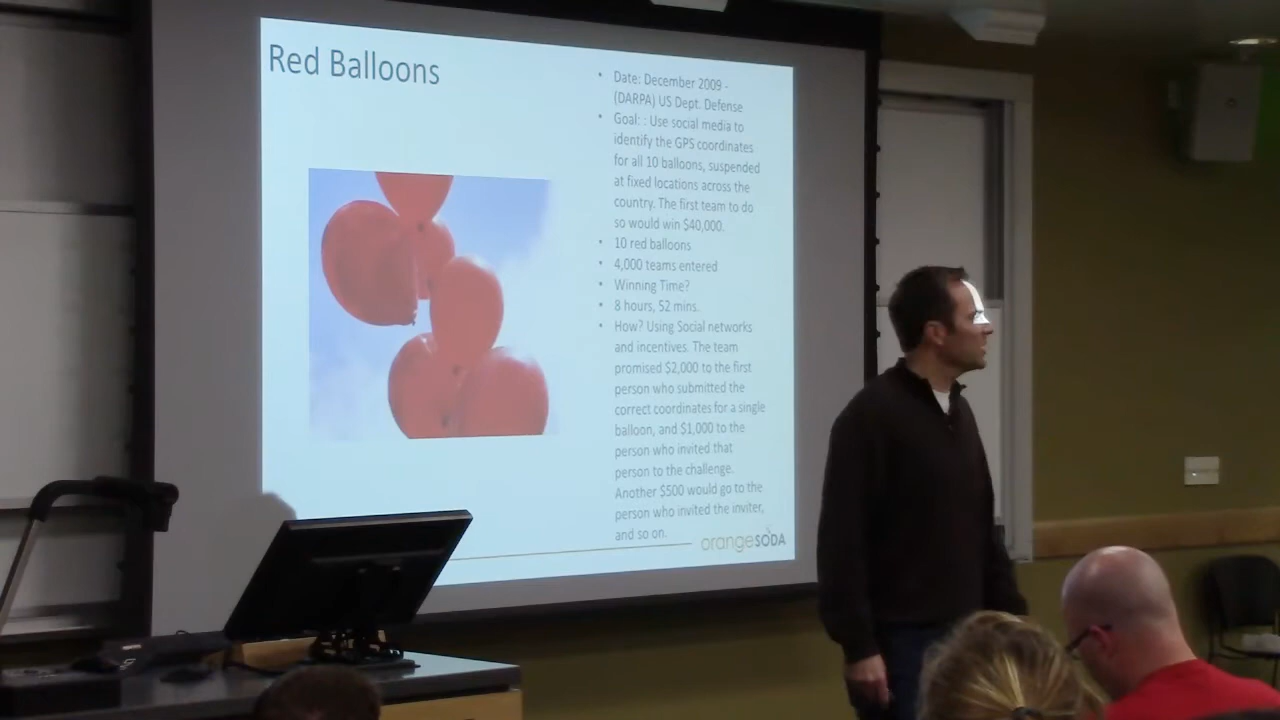 Red Balloons
• Date: December 2009 -
(DARPA) US Dept. Defense
• Goal: : Use social media to
identify the GPS coordinates
for all 10 balloons, suspended
at fixed locations across the
country. The first team to do
so would win $40,000.
• 10 red balloons
• 4,000 teams entered
• Winning Time?
• 8 hours, 52 mins.
• How? Using Social networks
and incentives. The team
promised $2,000 to the first
person who submitted the
correct coordinates for a single
balloon, and $1,000 to the
person who invited that
person to the challenge.
Another $500 would go to the
person who invited the inviter,
and so on.
orangeSODA